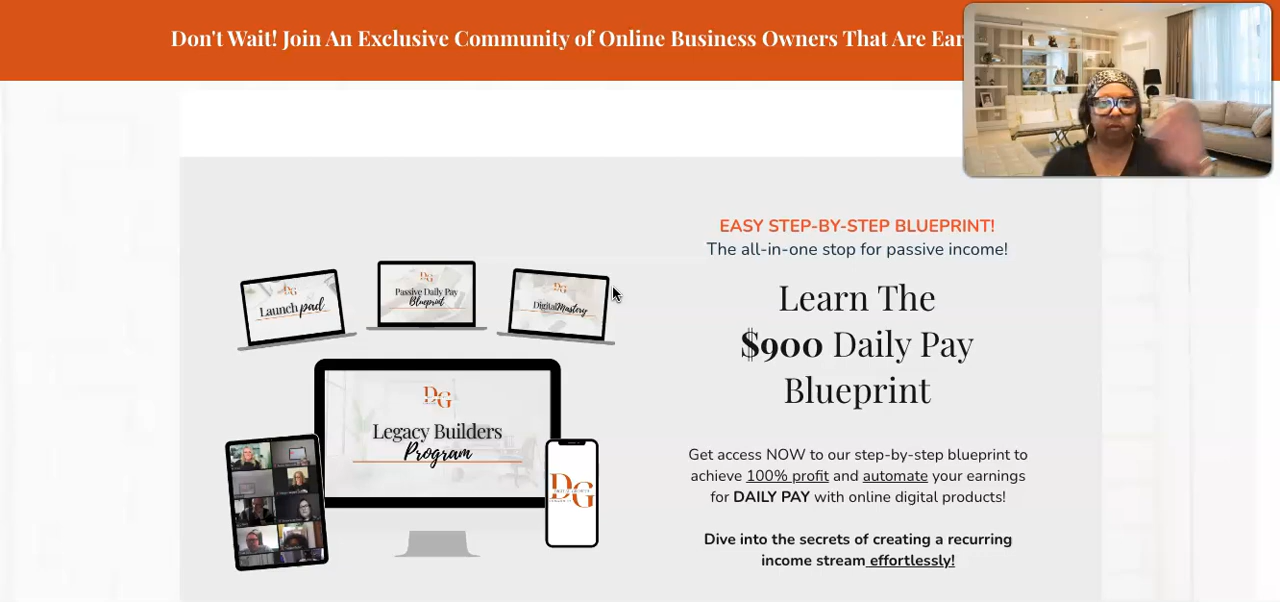 Don't Wait! Join An Exclusive Community of Online Business Owners That Are Ear
EASY STEP-BY-STEP BLUEPRINT!
The all-in-one stop for passive income!
Learn The
$900 Daily Pay
Blueprint
Get access NOW to our step-by-step blueprint to
achieve 100% profit and automate your earnings
for DAILY PAY with online digital products!
Dive into the secrets of creating a recurring
income stream effortlessly!
DG
Launch pad
DG
Passive Daily Pay
Blueprint
DG
Digital Mastery
DG
Legacy Builders
Program
DG